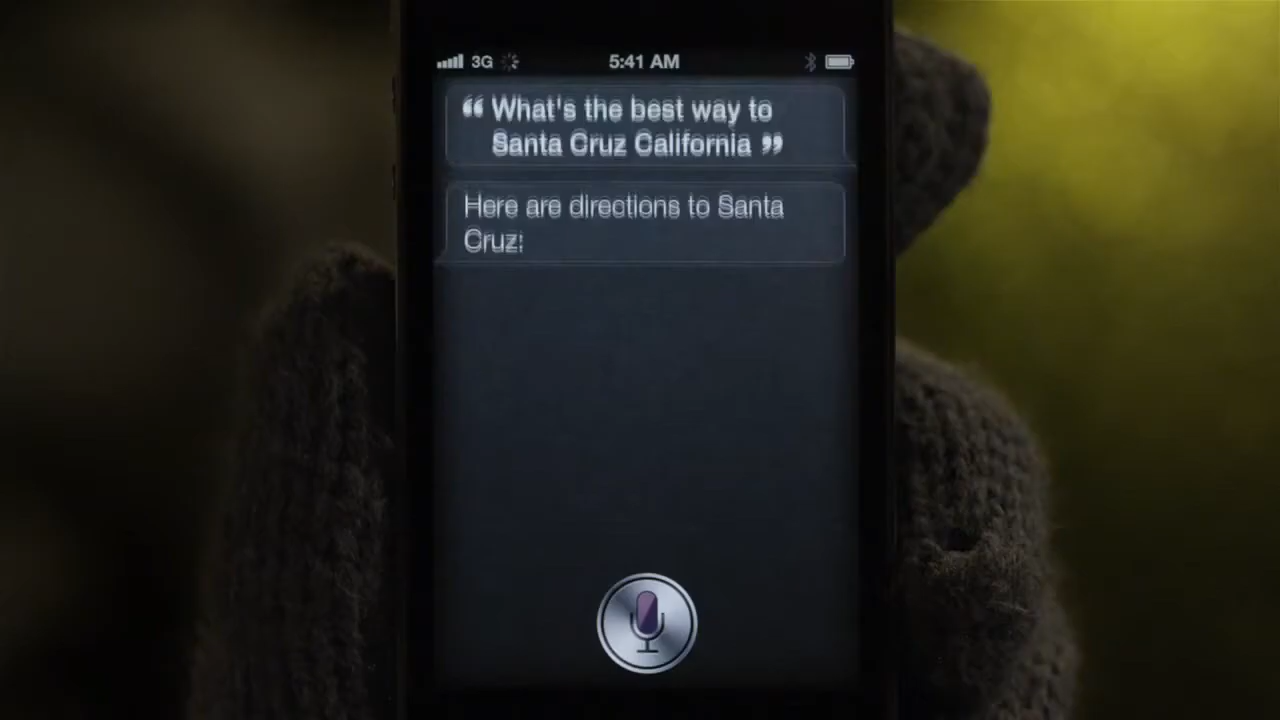 3G 5:41 AM
“ What's the best way to
Santa Cruz California ”
Here are directions to Santa
Cruz: